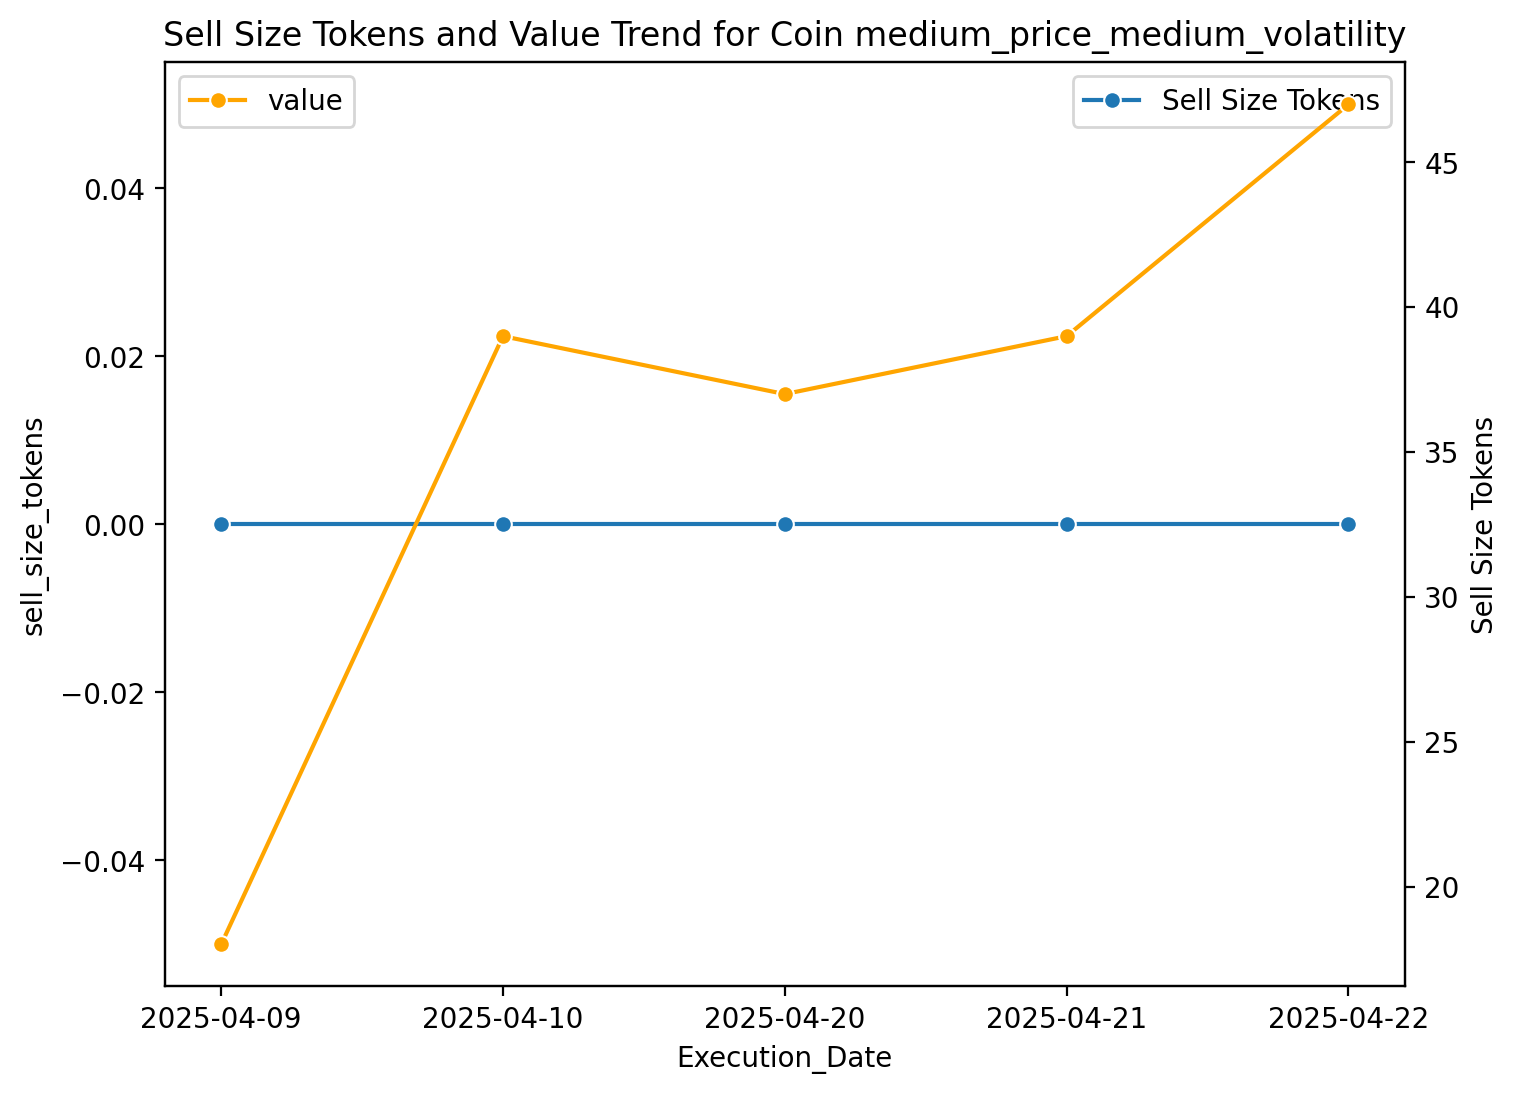 Sell Size Tokens and Value Trend for Coin medium_price_medium_volatility
value
Sell Size Tokens
0.04
0.02
0.00
−0.02
−0.04
sell_size_tokens
45
40
35
30
25
20
Sell Size Tokens
2025-04-09
2025-04-10
2025-04-20
2025-04-21
2025-04-22
Execution_Date